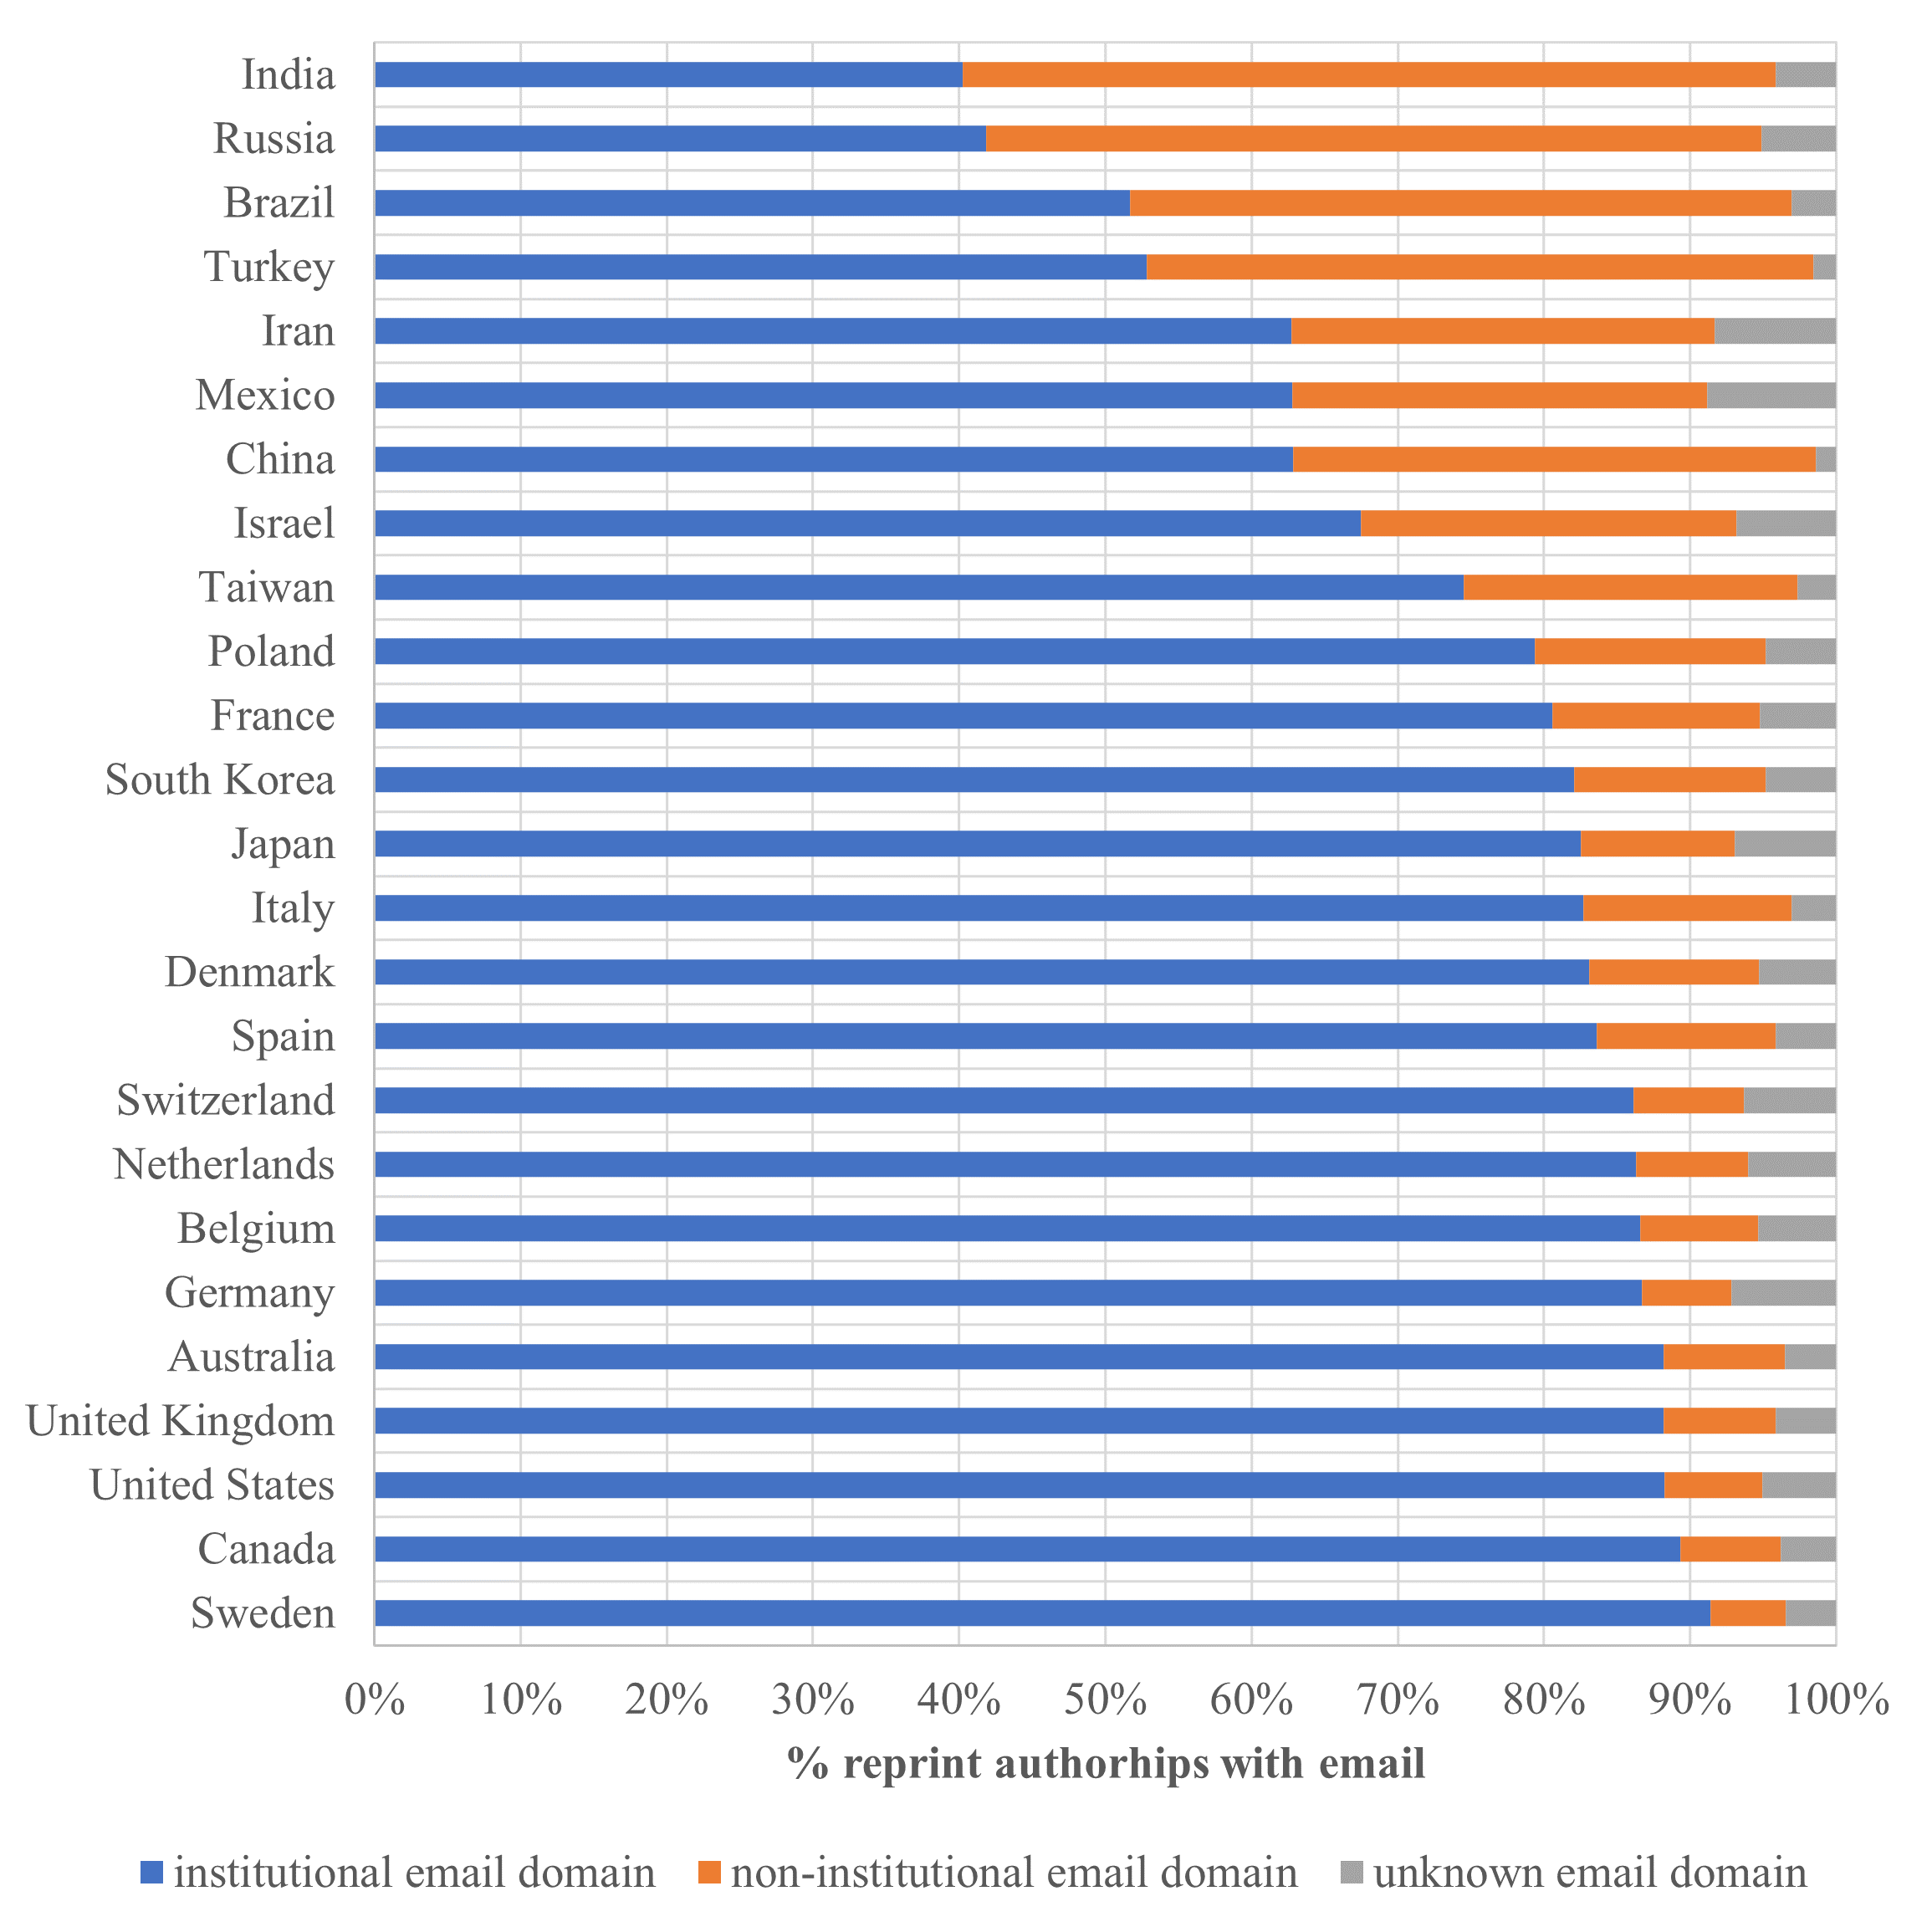 India
Russia
Brazil
Turkey
Iran
Mexico
China
Israel
Taiwan
Poland
France
South Korea
Japan
Italy
Denmark
Spain
Switzerland
Netherlands
Belgium
Germany
Australia
United Kingdom
United States
Canada
Sweden
0% 10% 20% 30% 40% 50% 60% 70% 80% 90% 100%
% reprint authorhips with email
institutional email domain non-institutional email domain unknown email domain